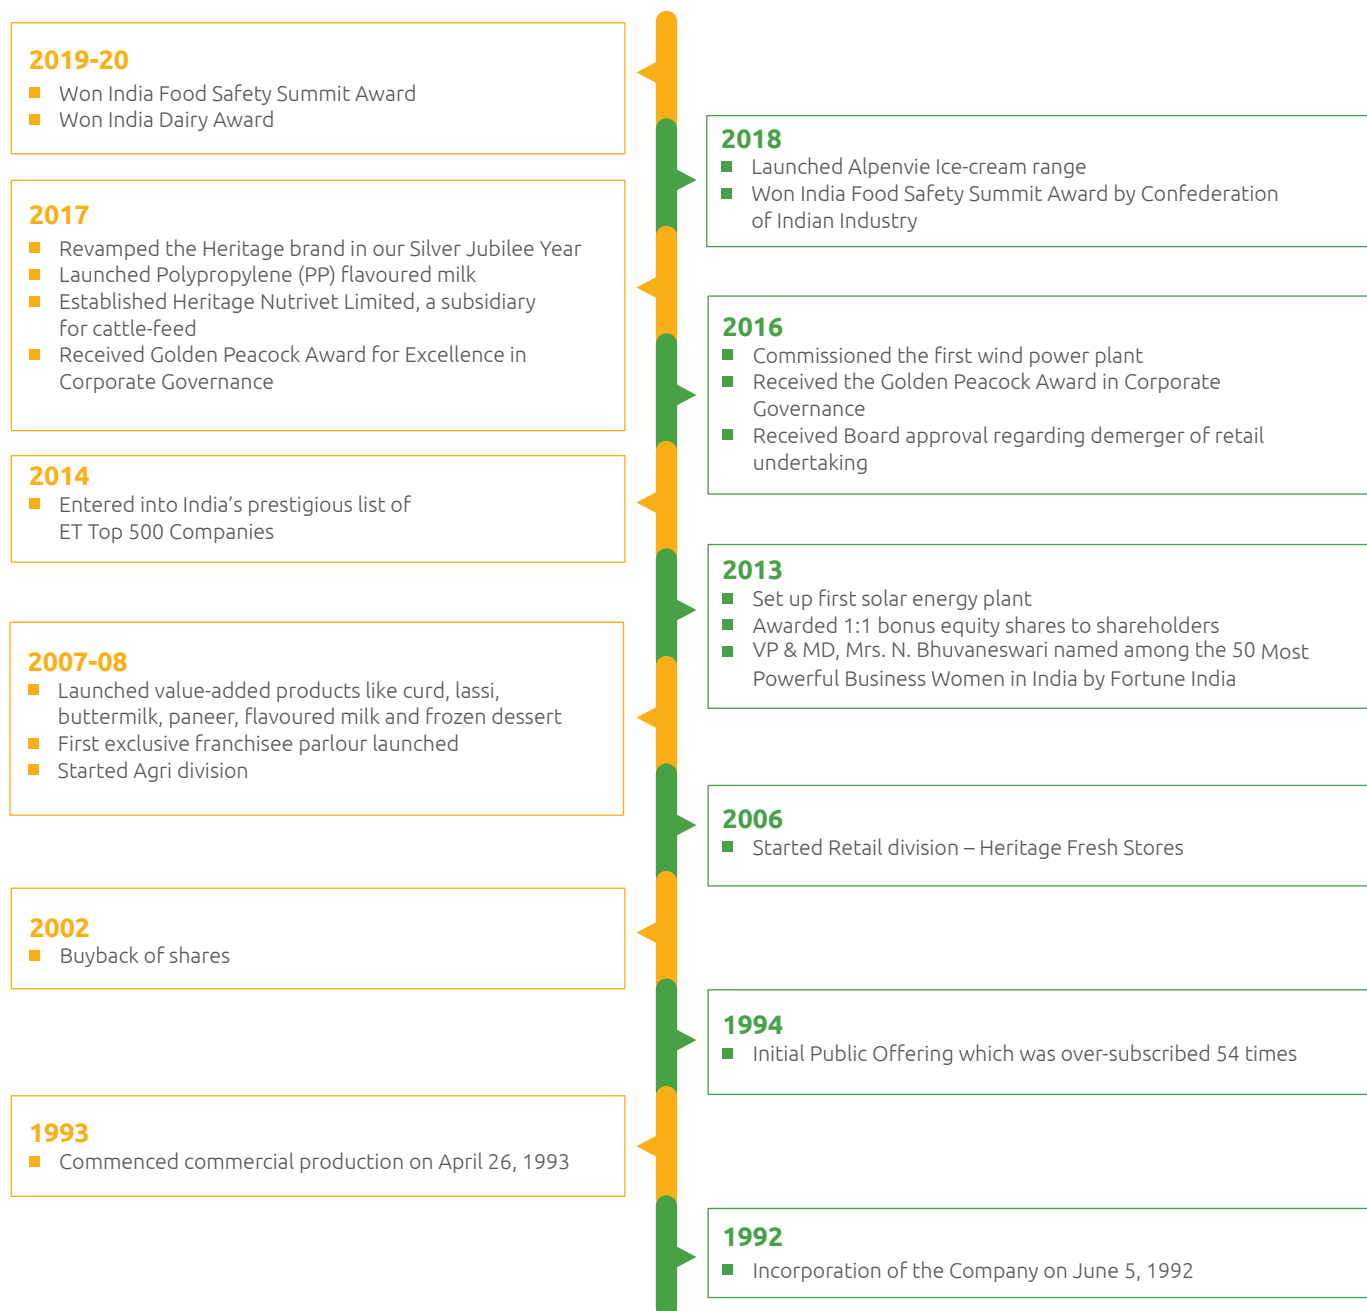 2019-20
Won India Food Safety Summit Award
Won India Dairy Award
2018
Launched Alpenvie Ice-cream range
Won India Food Safety Summit Award by Confederation
of Indian Industry
2017
Revamped the Heritage brand in our Silver Jubilee Year
Launched Polypropylene (PP) flavoured milk
Established Heritage Nutrivet Limited, a subsidiary
for cattle-feed
Received Golden Peacock Award for Excellence in
Corporate Governance
2016
Commissioned the first wind power plant
Received the Golden Peacock Award in Corporate
Governance
Received Board approval regarding demerger of retail
undertaking
2014
Entered into India's prestigious list of
ET Top 500 Companies
2013
Set up first solar energy plant
Awarded 1:1 bonus equity shares to shareholders
VP & MD, Mrs. N. Bhuvaneswari named among the 50 Most
Powerful Business Women in India by Fortune India
2007-08
Launched value-added products like curd, lassi,
buttermilk, paneer, flavoured milk and frozen dessert
First exclusive franchisee parlour launched
Started Agri division
2006
Started Retail division – Heritage Fresh Stores
2002
Buyback of shares
1994
Initial Public Offering which was over-subscribed 54 times
1993
Commenced commercial production on April 26, 1993
1992
Incorporation of the Company on June 5, 1992